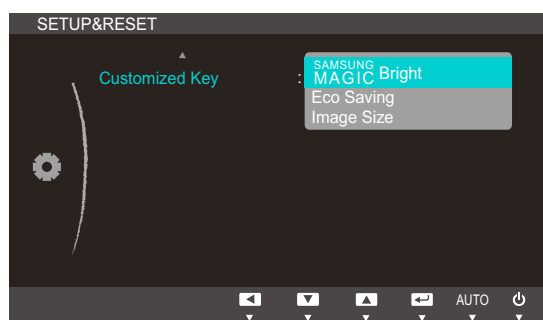 SETUP&RESET
Customized Key : SAMSUNG MAGIC Bright
Eco Saving
Image Size
AUTO